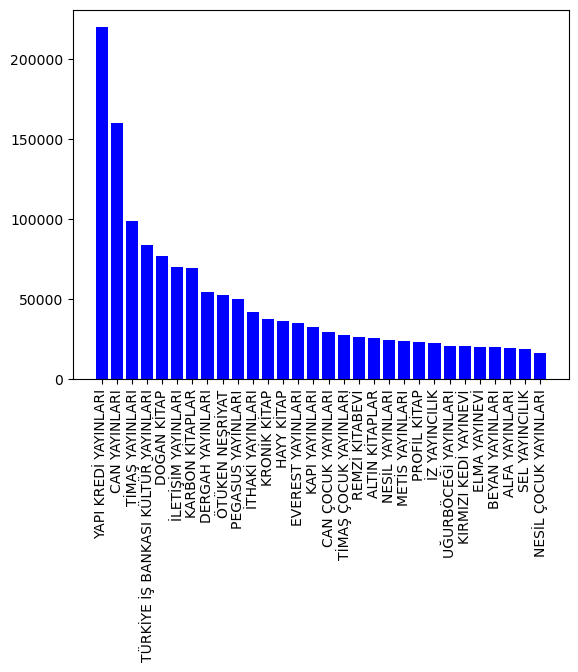 200000
150000
100000
50000
0
YAPI KREDİ YAYINLARI
CAN YAYINLARI
TİMAŞ YAYINLARI
TÜRKİYE İŞ BANKASI KÜLTÜR YAYINLARI
DOĞAN KİTAP
İLETİŞİM YAYINLARI
KARBON KİTAPLAR
DERGAH YAYINLARI
ÖTÜKEN NEŞRİYAT
PEGASUS YAYINLARI
İTHAKİ YAYINLARI
KRONİK KİTAP
HAYY KİTAP
EVEREST YAYINLARI
KAPI YAYINLARI
CAN ÇOCUK YAYINLARI
TİMAŞ ÇOCUK YAYINLARI
REMZİ KİTABEVİ
ALTIN KİTAPLAR
NESİL YAYINLARI
METİS YAYINLARI
PROFİL KİTAP
İZ YAYINCILIK
UĞURBÖCEĞİ YAYINLARI
KIRMIZI KEDİ YAYINEVİ
ELMA YAYINEVİ
BEYAN YAYINLARI
ALFA YAYINLARI
SEL YAYINCILIK
NESİL ÇOCUK YAYINLARI